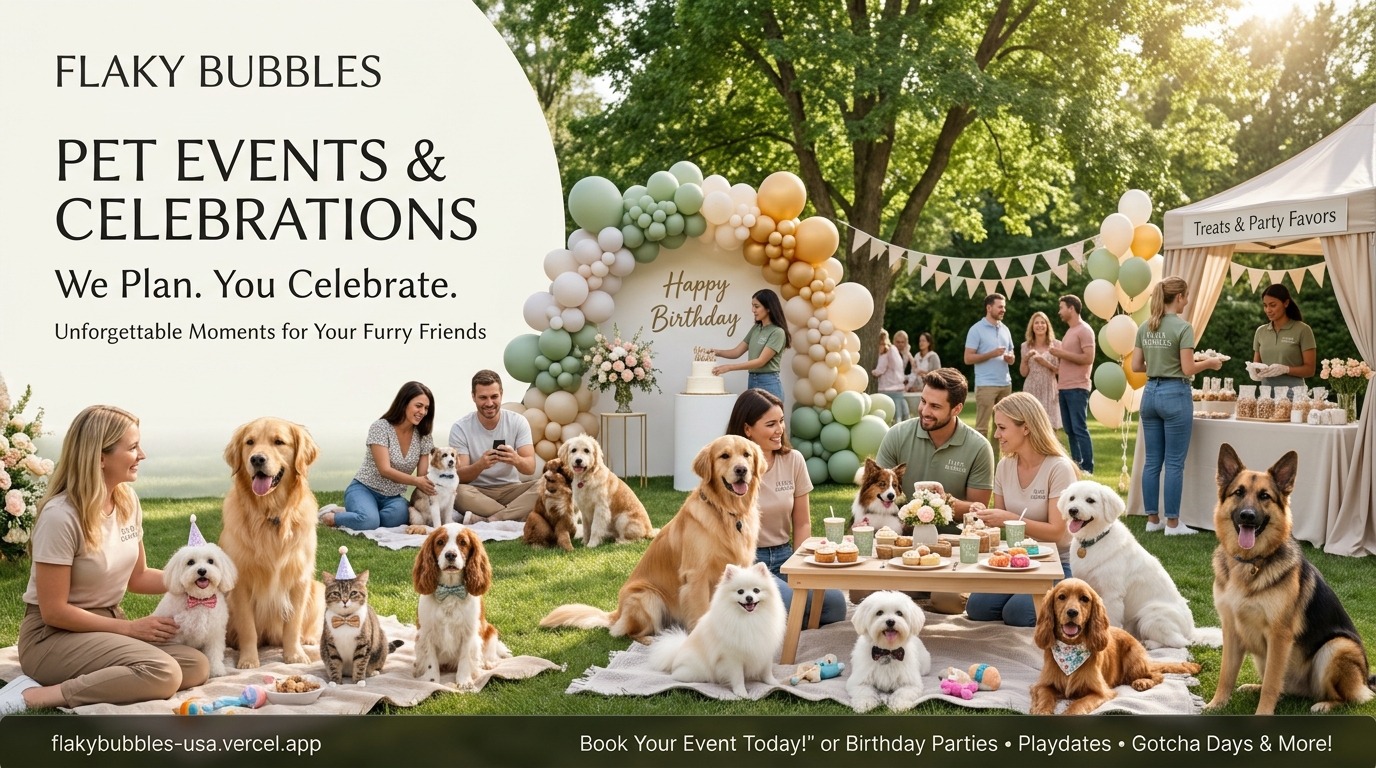 FLAKY BUBBLES
PET EVENTS &
CELEBRATIONS
We Plan. You Celebrate.
Unforgettable Moments for Your Furry Friends
Happy
Birthday
Treats & Party Favors
flakybubbles-usa.vercel.app
Book Your Event Today!" or Birthday Parties • Playdates • Gotcha Days & More!